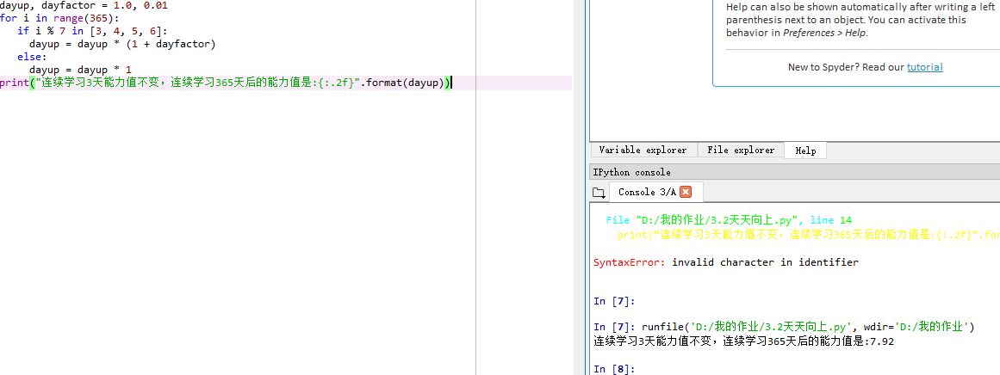 dayup, dayfactor = 1.0, 0.01
for i in range(365):
if i % 7 in [3, 4, 5, 6]:
dayup = dayup * (1 + dayfactor)
else:
dayup = dayup * 1
print("连续学习3天能力值不变，连续学习365天后的能力值是:{:.2f}".format(dayup))
Help can also be shown automatically after writing a left
parenthesis next to an object. You can activate this
behavior in Preferences > Help.
New to Spyder? Read our tutorial
Variable explorer File explorer Help
IPython console
Console 3/A
File "D:/我的作业/3.2天天向上.py", line 14
print(“连续学习3天能力值不变，连续学习365天后的能力值是:{:.2f}”.for
SyntaxError: invalid character in identifier
In [7]:
In [7]: runfile('D:/我的作业/3.2天天向上.py', wdir='D:/我的作业')
连续学习3天能力值不变，连续学习365天后的能力值是:7.92
In [8]: